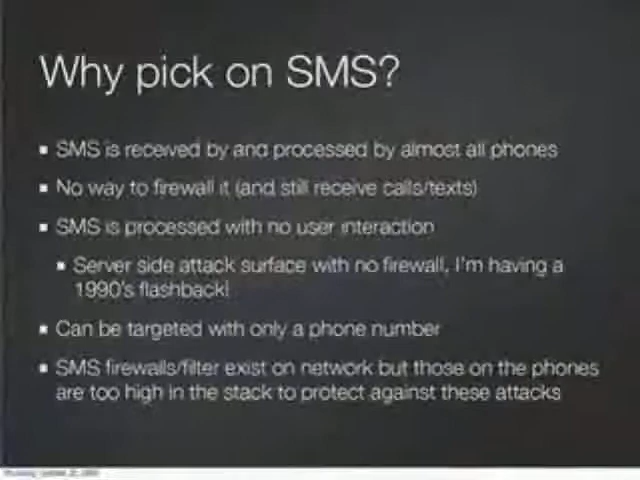 Why pick on SMS?
SMS is received by and processed by almost all phones
No way to firewall it (and still receive calls/texts)
SMS is processed with no user interaction
Server side attack surface with no firewall, I'm having a
1990's flashback!
Can be targeted with only a phone number
SMS firewalls/filter exist on network but those on the phones
are too high in the stack to protect against these attacks